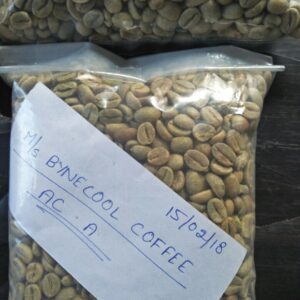 15/02/18
M/s BYNECOOL COFFEE
AC. A